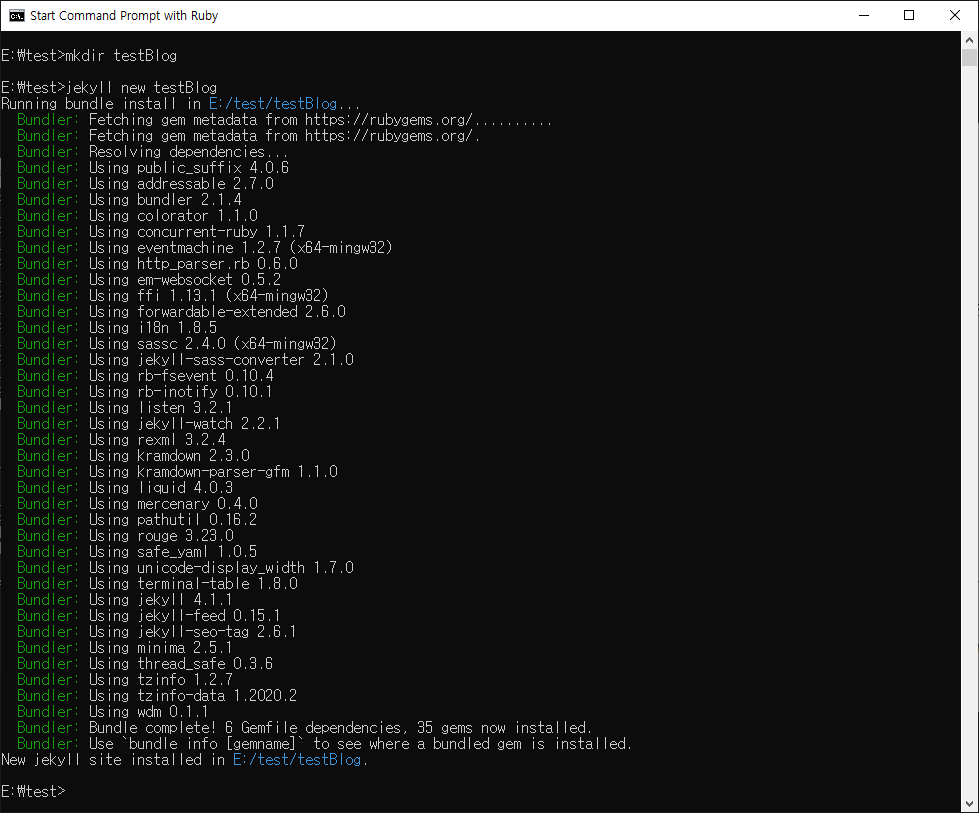 Start Command Prompt with Ruby
E:₩test>mkdir testBlog
E:₩test>jekyll new testBlog
Running bundle install in E:/test/testBlog...
Bundler: Fetching gem metadata from https://rubygems.org/..........
Bundler: Fetching gem metadata from https://rubygems.org/.
Bundler: Resolving dependencies...
Bundler: Using public_suffix 4.0.6
Bundler: Using addressable 2.7.0
Bundler: Using bundler 2.1.4
Bundler: Using colorator 1.1.0
Bundler: Using concurrent-ruby 1.1.7
Bundler: Using eventmachine 1.2.7 (x64-mingw32)
Bundler: Using http_parser.rb 0.6.0
Bundler: Using em-websocket 0.5.2
Bundler: Using ffi 1.13.1 (x64-mingw32)
Bundler: Using forwardable-extended 2.6.0
Bundler: Using i18n 1.8.5
Bundler: Using sassc 2.4.0 (x64-mingw32)
Bundler: Using jekyll-sass-converter 2.1.0
Bundler: Using rb-fsevent 0.10.4
Bundler: Using rb-inotify 0.10.1
Bundler: Using listen 3.2.1
Bundler: Using jekyll-watch 2.2.1
Bundler: Using rexml 3.2.4
Bundler: Using kramdown 2.3.0
Bundler: Using kramdown-parser-gfm 1.1.0
Bundler: Using liquid 4.0.3
Bundler: Using mercenary 0.4.0
Bundler: Using pathutil 0.16.2
Bundler: Using rouge 3.23.0
Bundler: Using safe_yaml 1.0.5
Bundler: Using unicode-display_width 1.7.0
Bundler: Using terminal-table 1.8.0
Bundler: Using jekyll 4.1.1
Bundler: Using jekyll-feed 0.15.1
Bundler: Using jekyll-seo-tag 2.6.1
Bundler: Using minima 2.5.1
Bundler: Using thread_safe 0.3.6
Bundler: Using tzinfo 1.2.7
Bundler: Using tzinfo-data 1.2020.2
Bundler: Using wdm 0.1.1
Bundler: Bundle complete! 6 Gemfile dependencies, 35 gems now installed.
Bundler: Use `bundle info [gemname]` to see where a bundled gem is installed.
New jekyll site installed in E:/test/testBlog.
E:₩test>